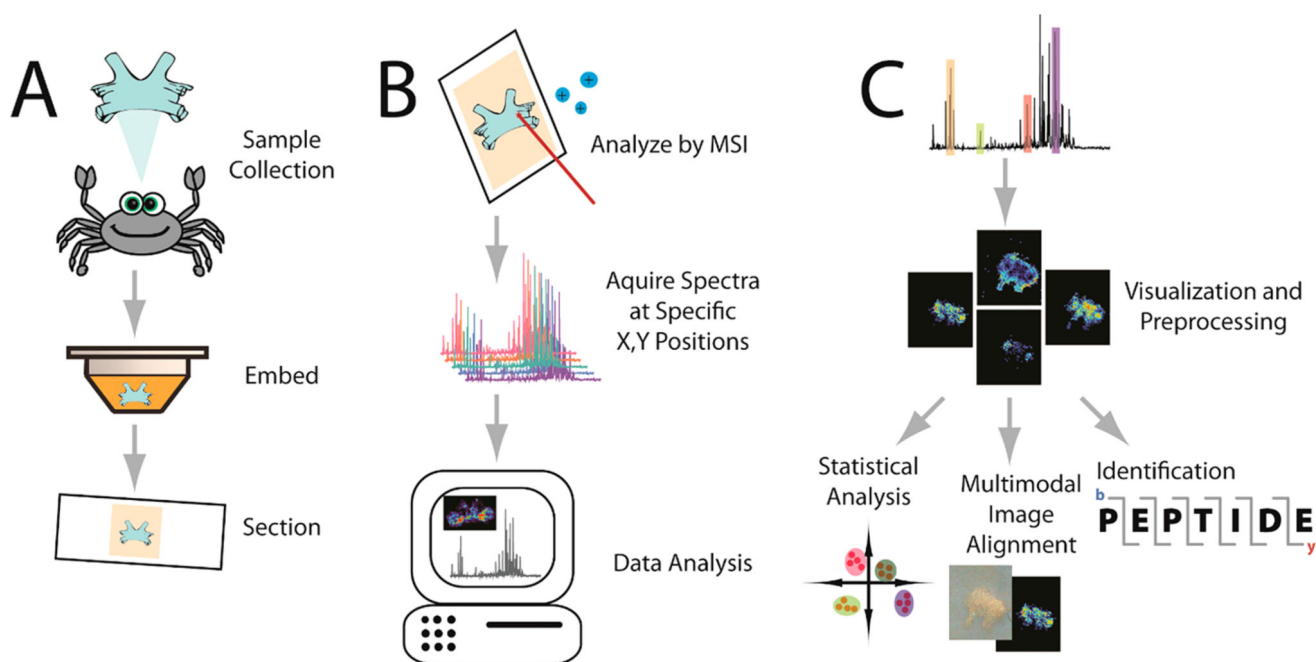 A
Sample
Collection
Embed
Section
B
+
+
+
Analyze by MSI
Aquire Spectra
at Specific
X,Y Positions
Data Analysis
C
Visualization and
Preprocessing
Statistical
Analysis
Multimodal
Image
Alignment
Identification
b
PEPTIDE
y